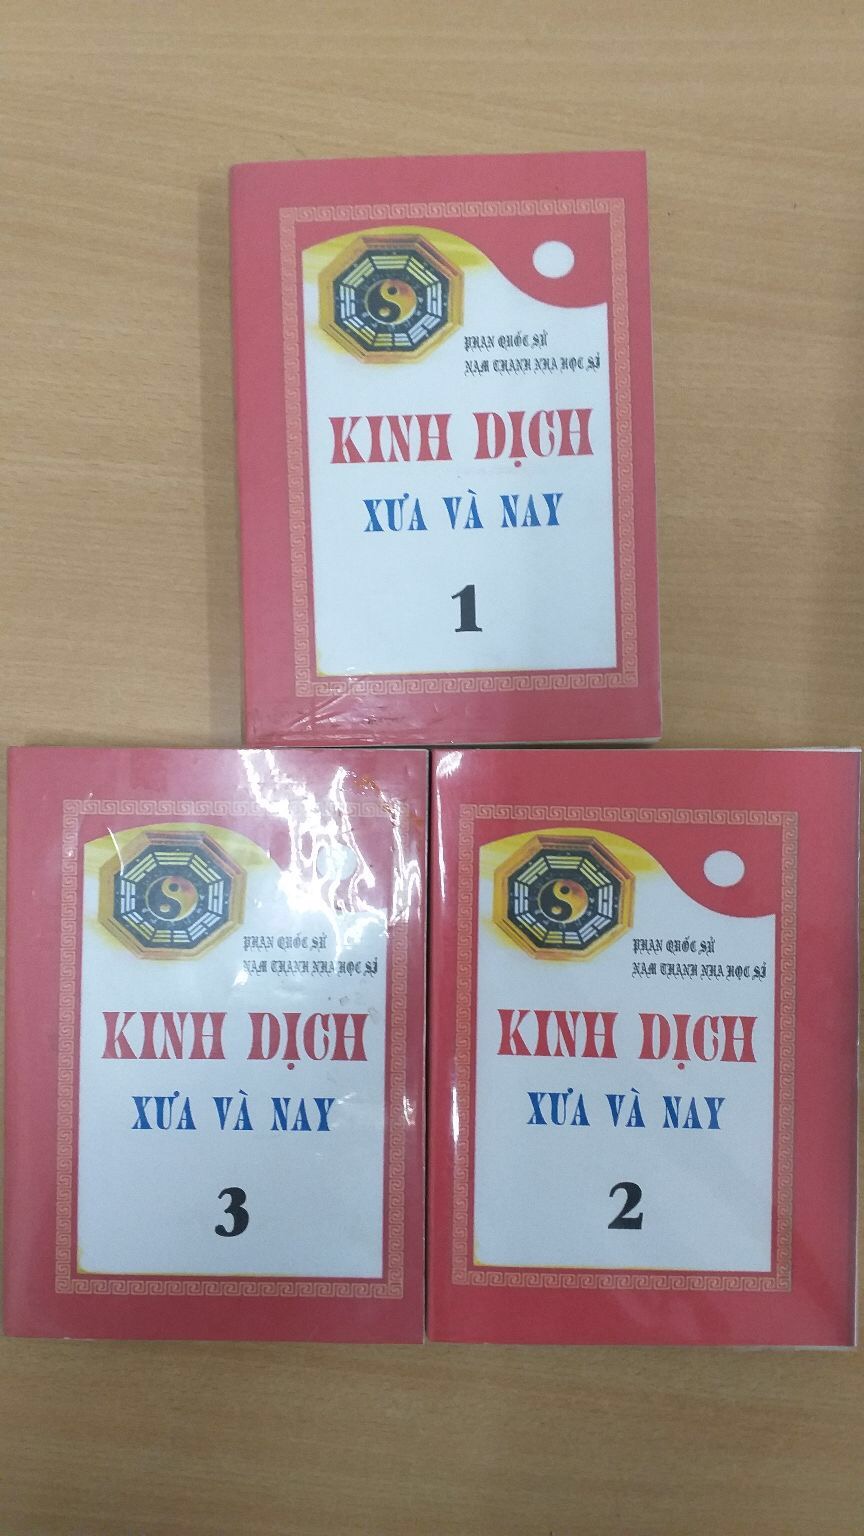 PHAN QUỐC SỬ
NAM THANH NHA HỌC SĨ
KINH DỊCH
XƯA VÀ NAY
1
PHAN QUỐC SỬ
NAM THANH NHA HỌC SĨ
KINH DỊCH
XƯA VÀ NAY
3
PHAN QUỐC SỬ
NAM THANH NHA HỌC SĨ
KINH DỊCH
XƯA VÀ NAY
2